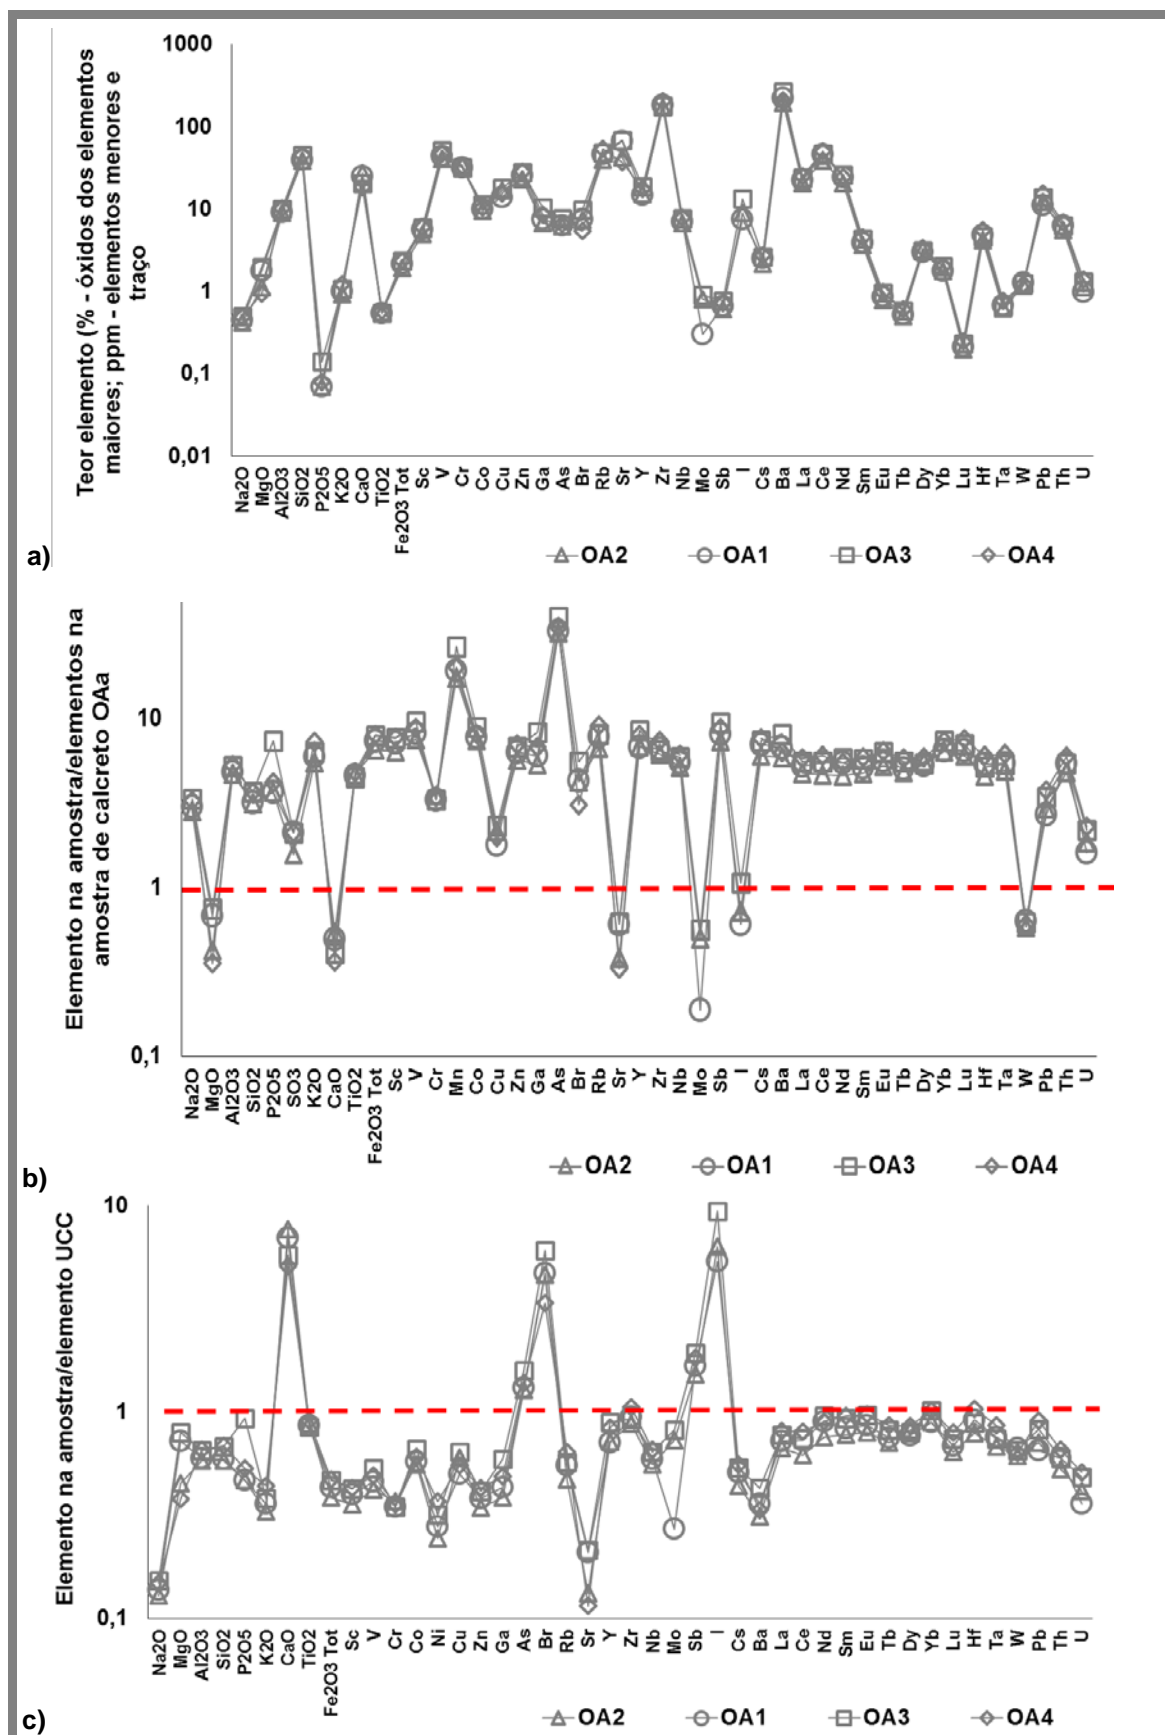 Teor elemento (% - óxidos dos elementos
maiores; ppm - elementos menores e
traço
1000
100
10
1
0,1
0,01
Na2O
MgO
Al2O3
SiO2
P2O5
K2O
CaO
TiO2
Fe2O3 Tot
Sc
V
Cr
Co
Cu
Zn
Ga
As
Br
Rb
Sr
Y
Zr
Nb
Mo
Sb
I
Cs
Ba
La
Ce
Nd
Sm
Eu
Tb
Dy
Yb
Lu
Hf
Ta
W
Pb
Th
U
a)
OA2 OA1 OA3 OA4
Elemento na amostra/elementos na
amostra de calcreto OAa
10
1
0,1
Na2O
MgO
Al2O3
SiO2
P2O5
SO3
K2O
CaO
TiO2
Fe2O3 Tot
Sc
V
Cr
Mn
Co
Cu
Zn
Ga
As
Br
Rb
Sr
Y
Zr
Nb
Mo
Sb
I
Cs
Ba
La
Ce
Nd
Sm
Eu
Tb
Dy
Yb
Lu
Hf
Ta
W
Pb
Th
U
b)
OA2 OA1 OA3 OA4
Elemento na amostra/elemento UCC
10
1
0,1
Na2O
MgO
Al2O3
SiO2
P2O5
K2O
CaO
TiO2
Fe2O3 Tot
Sc
V
Cr
Co
Ni
Cu
Zn
Ga
As
Br
Rb
Sr
Y
Zr
Nb
Mo
Sb
I
Cs
Ba
La
Ce
Nd
Sm
Eu
Tb
Dy
Yb
Lu
Hf
Ta
W
Pb
Th
U
c)
OA2 OA1 OA3 OA4